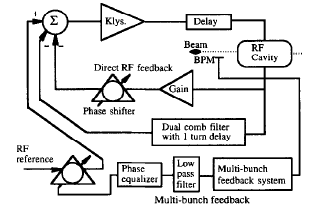 Σ
Klys.
Delay
Beam
RF
Cavity
BPM
Direct RF feedback
Gain
Phase shifter
Dual comb filter
with 1 turn delay
RF
reference
Phase
equalizer
Low
pass
filter
Multi-bunch
feedback system
Multi-bunch feedback